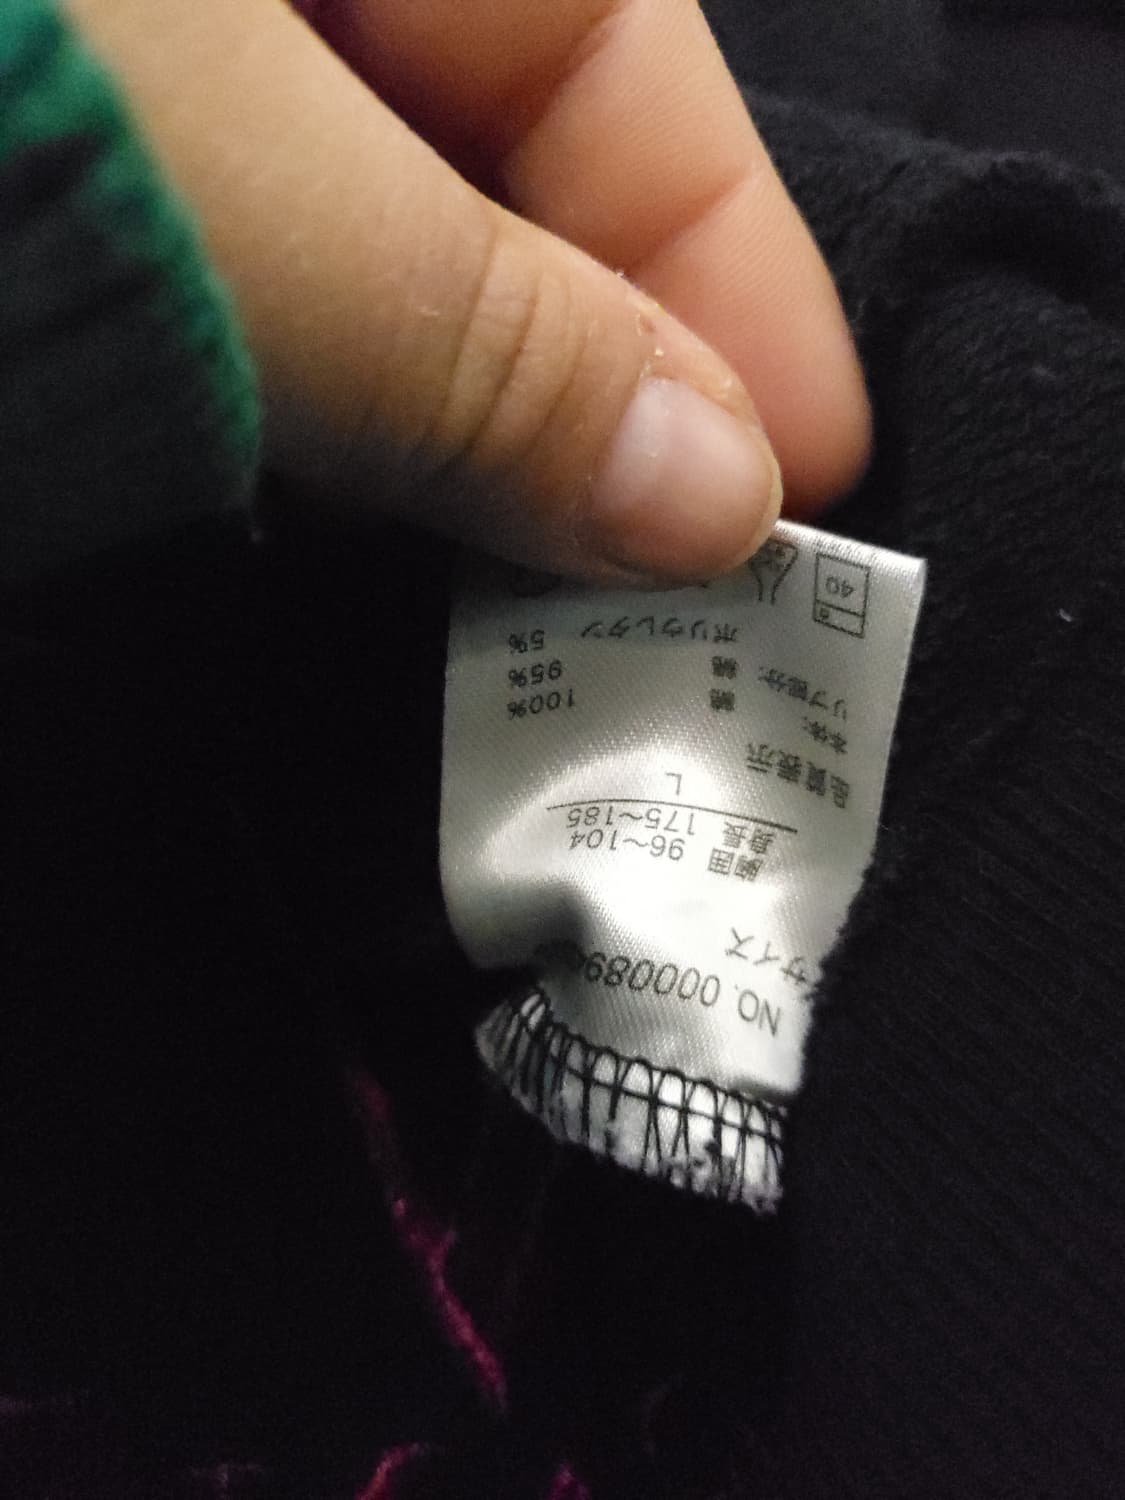 NO. 000089
サイズ
胸囲 96~104
身長 175~185
L
品質表示
本体: 綿 100%
リブ部分: 綿 95%
ポリウレタン 5%
40